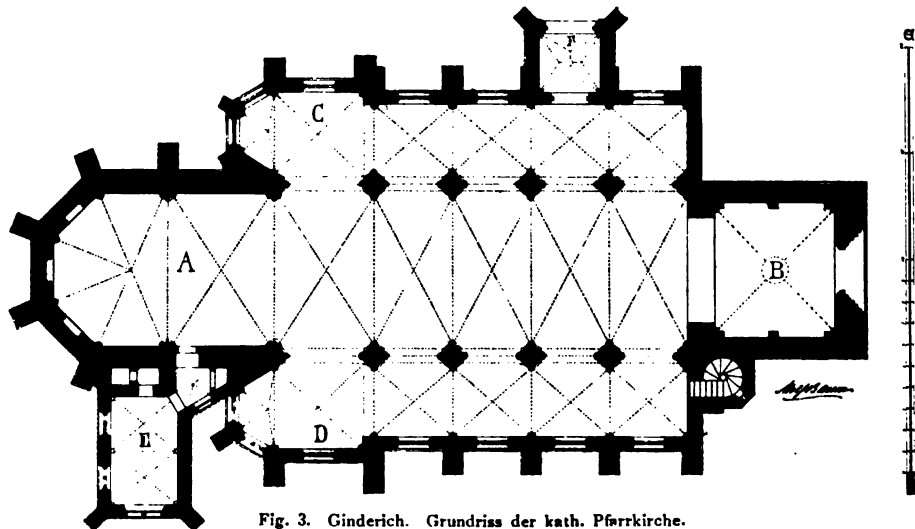 C
F
A
B
E
D
Fig. 3. Ginderich. Grundriss der kath. Pfarrkirche.